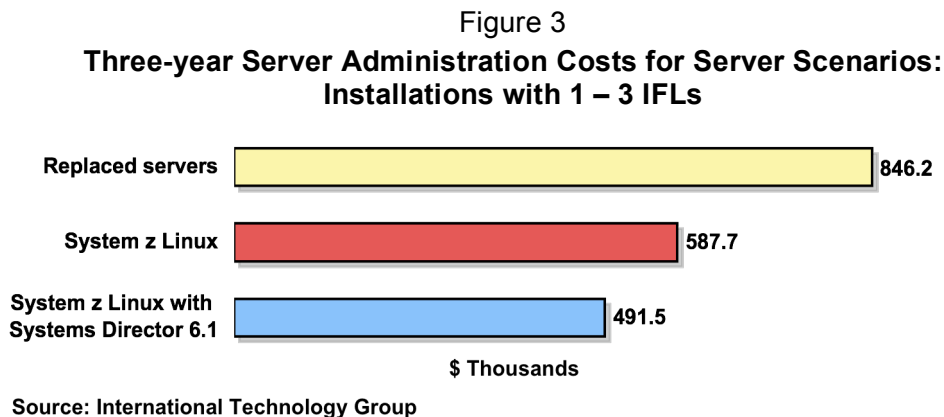 Figure 3
Three-year Server Administration Costs for Server Scenarios:
Installations with 1 – 3 IFLs
Replaced servers
846.2
System z Linux
587.7
System z Linux with
Systems Director 6.1
491.5
$ Thousands
Source: International Technology Group